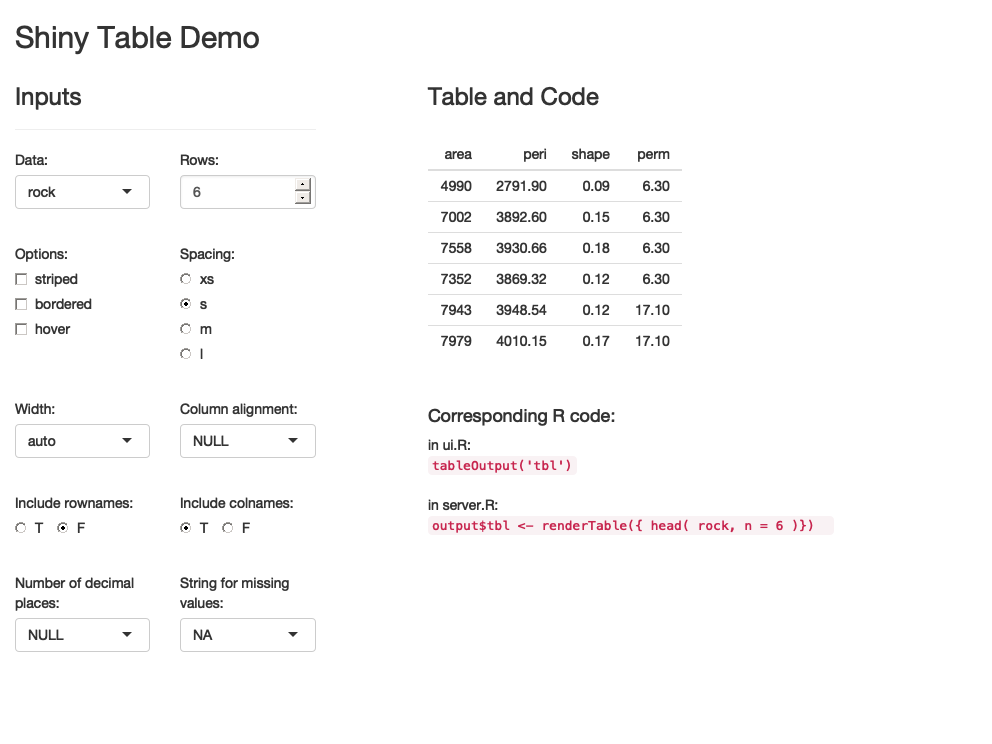 Shiny Table Demo
Inputs
Data: Rows:
rock 6
Options: Spacing:
striped xs
bordered s
hover m
l
Width: Column alignment:
auto NULL
Include rownames: Include colnames:
T F T F
Number of decimal places: String for missing values:
NULL NA
Table and Code
area peri shape perm
4990 2791.90 0.09 6.30
7002 3892.60 0.15 6.30
7558 3930.66 0.18 6.30
7352 3869.32 0.12 6.30
7943 3948.54 0.12 17.10
7979 4010.15 0.17 17.10
Corresponding R code:
in ui.R:
tableOutput('tbl')
in server.R:
output$tbl <- renderTable({ head( rock, n = 6 )})